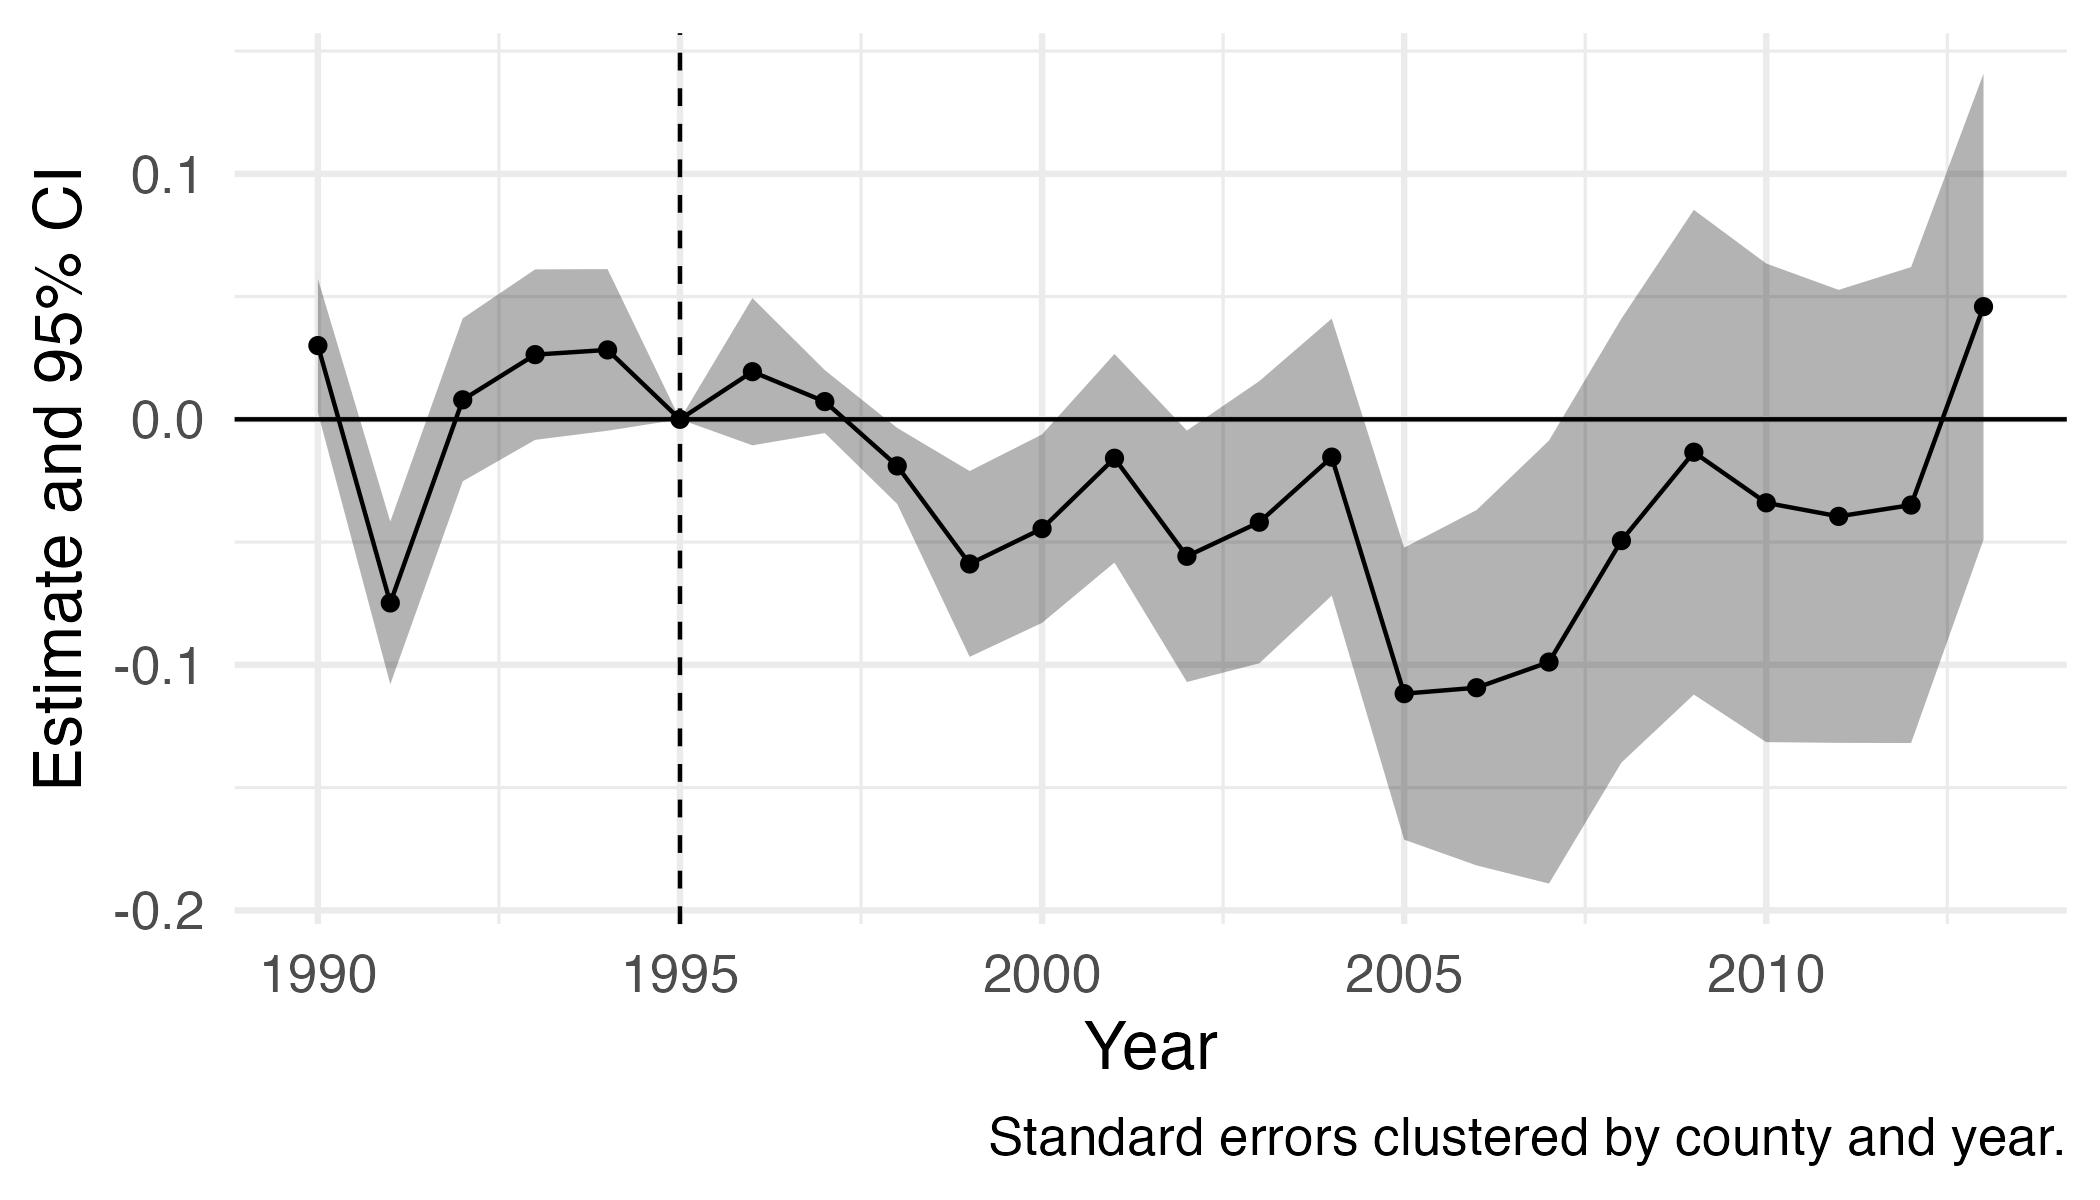 Estimate and 95% CI
0.1
0.0
-0.1
-0.2
1990 1995 2000 2005 2010
Year
Standard errors clustered by county and year.